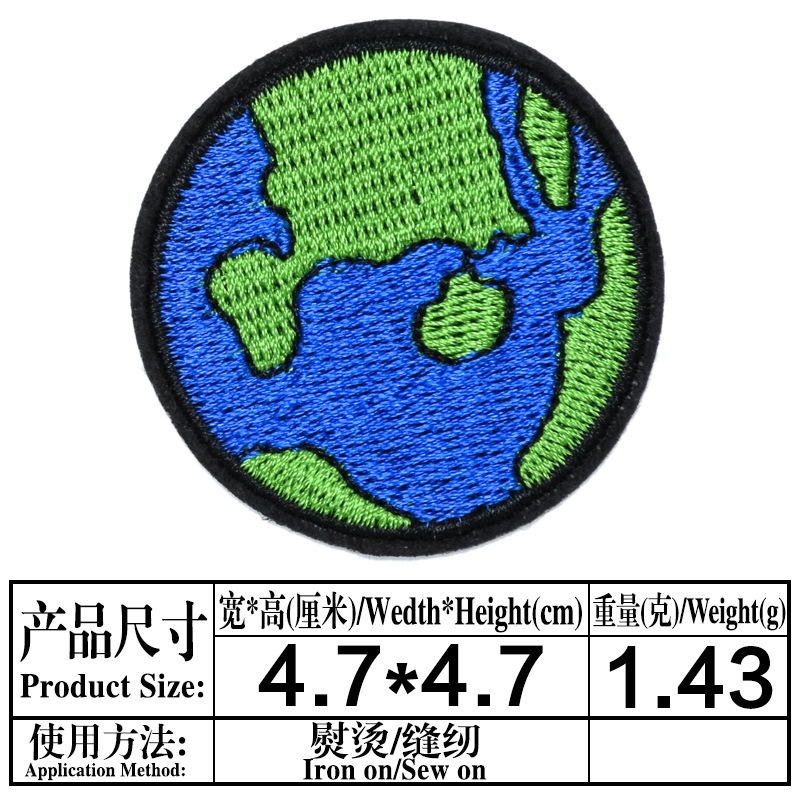 产品尺寸
Product Size:
宽*高(厘米)/Wedth*Height(cm)
重量(克)/Weight(g)
4.7*4.7
1.43
使用方法:
Application Method:
熨烫/缝纫
Iron on/Sew on